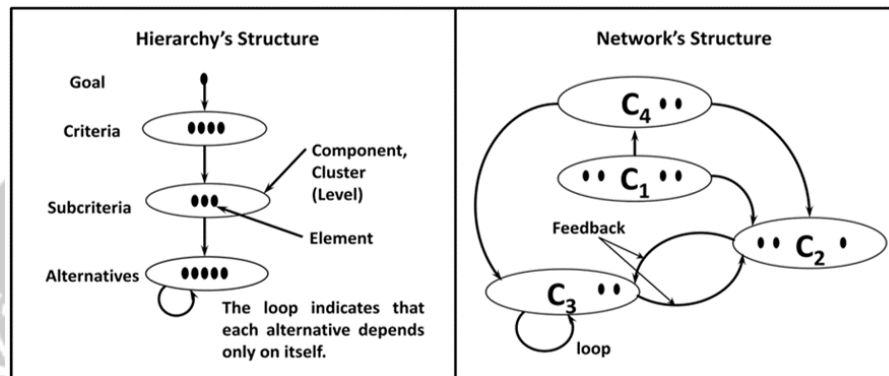 Hierarchy's Structure
Goal
Criteria
Component,
Cluster
(Level)
Subcriteria
Element
Alternatives
The loop indicates that
each alternative depends
only on itself.
Network's Structure
C4
C1
Feedback
C2
C3
loop